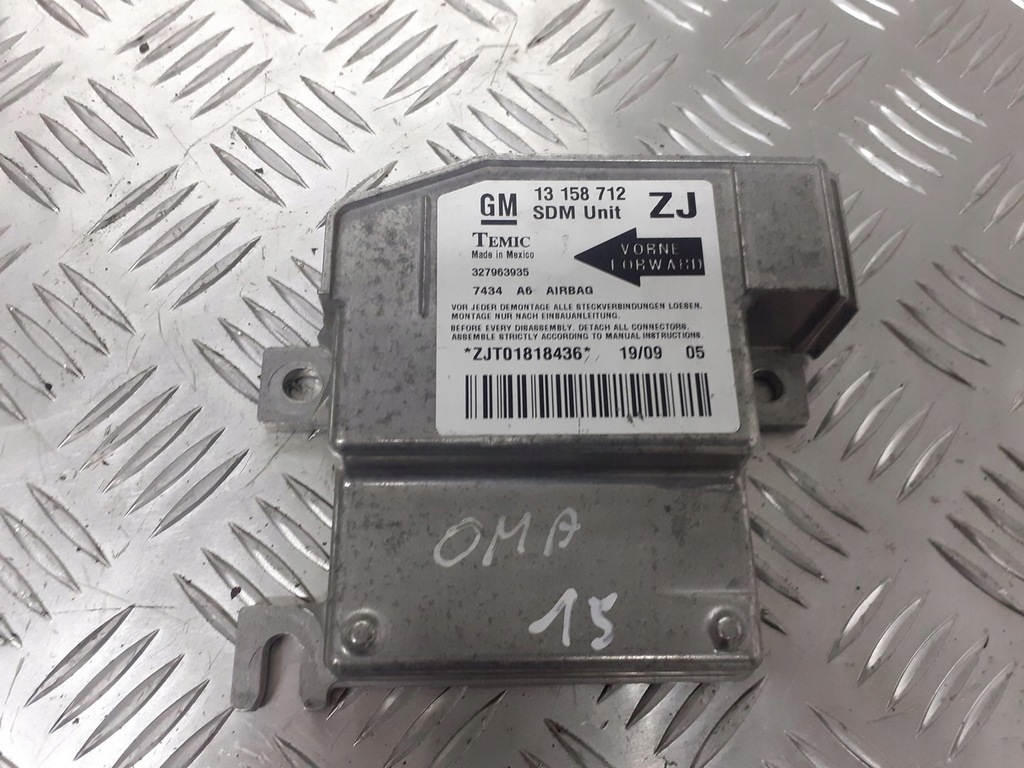 GM 13 158 712 ZJ
SDM Unit
TEMIC
Made in Mexico
VORNE
FORWARD
327963935
7434 A6 AIRBAG
VOR JEDER DEMONTAGE ALLE STECKVERBINDUNGEN LOESEN.
MONTAGE NUR NACH EINBAUANLEITUNG.
BEFORE EVERY DISASSEMBLY, DETACH ALL CONNECTORS.
ASSEMBLE STRICTLY ACCORDING TO MANUAL INSTRUCTIONS.
*ZJT01818436* 19/09 05
OMA
15